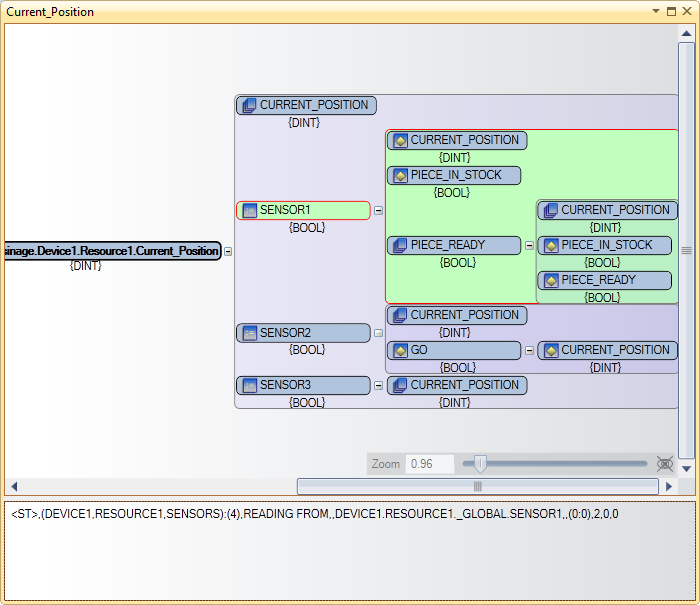 Current_Position
CURRENT_POSITION
{DINT}
CURRENT_POSITION
{DINT}
PIECE_IN_STOCK
{BOOL}
SENSOR1
{BOOL}
CURRENT_POSITION
{DINT}
PIECE_READY
{BOOL}
PIECE_IN_STOCK
{BOOL}
PIECE_READY
{BOOL}
sinage.Device1.Resource1.Current_Position
{DINT}
CURRENT_POSITION
{DINT}
SENSOR2
{BOOL}
GO
{BOOL}
CURRENT_POSITION
{DINT}
SENSOR3
{BOOL}
CURRENT_POSITION
{DINT}
Zoom 0.96
<ST>,(DEVICE1,RESOURCE1,SENSORS):(4),READING FROM,,DEVICE1.RESOURCE1._GLOBAL.SENSOR1,,(0:0),2,0,0